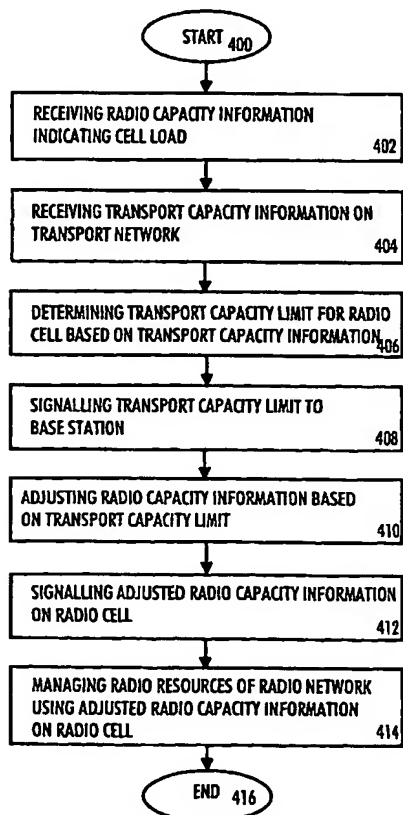 START 400
RECEIVING RADIO CAPACITY INFORMATION
INDICATING CELL LOAD
402
RECEIVING TRANSPORT CAPACITY INFORMATION ON
TRANSPORT NETWORK
404
DETERMINING TRANSPORT CAPACITY LIMIT FOR RADIO
CELL BASED ON TRANSPORT CAPACITY INFORMATION
406
SIGNALLING TRANSPORT CAPACITY LIMIT TO
BASE STATION
408
ADJUSTING RADIO CAPACITY INFORMATION BASED
ON TRANSPORT CAPACITY LIMIT
410
SIGNALLING ADJUSTED RADIO CAPACITY INFORMATION
ON RADIO CELL
412
MANAGING RADIO RESOURCES OF RADIO NETWORK
USING ADJUSTED RADIO CAPACITY INFORMATION
ON RADIO CELL
414
END 416